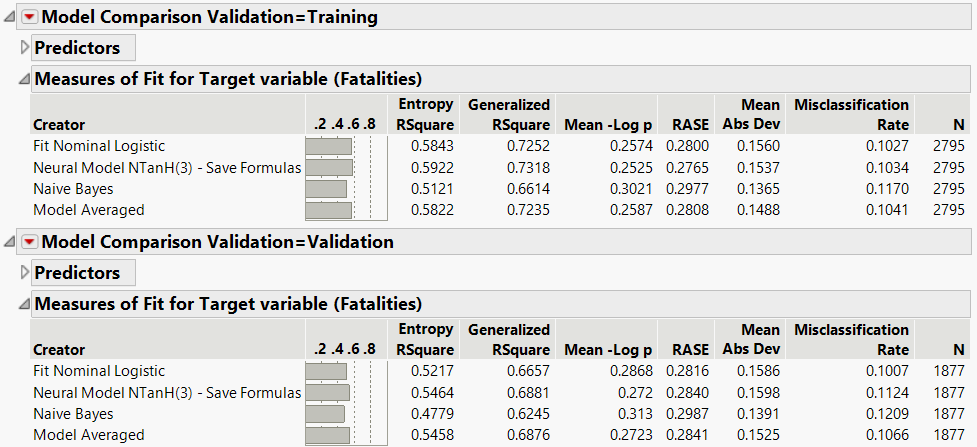 Model Comparison Validation=Training
Predictors
Measures of Fit for Target variable (Fatalities)
Entropy Generalized Mean Misclassification
Creator .2 .4 .6 .8 RSquare RSquare Mean -Log p RASE Abs Dev Rate N
Fit Nominal Logistic 0.5843 0.7252 0.2574 0.2800 0.1560 0.1027 2795
Neural Model NTanH(3) - Save Formulas 0.5922 0.7318 0.2525 0.2765 0.1537 0.1034 2795
Naive Bayes 0.5121 0.6614 0.3021 0.2977 0.1365 0.1170 2795
Model Averaged 0.5822 0.7235 0.2587 0.2808 0.1488 0.1041 2795
Model Comparison Validation=Validation
Predictors
Measures of Fit for Target variable (Fatalities)
Entropy Generalized Mean Misclassification
Creator .2 .4 .6 .8 RSquare RSquare Mean -Log p RASE Abs Dev Rate N
Fit Nominal Logistic 0.5217 0.6657 0.2868 0.2816 0.1586 0.1007 1877
Neural Model NTanH(3) - Save Formulas 0.5464 0.6881 0.272 0.2840 0.1598 0.1124 1877
Naive Bayes 0.4779 0.6245 0.313 0.2987 0.1391 0.1209 1877
Model Averaged 0.5458 0.6876 0.2723 0.2841 0.1525 0.1066 1877